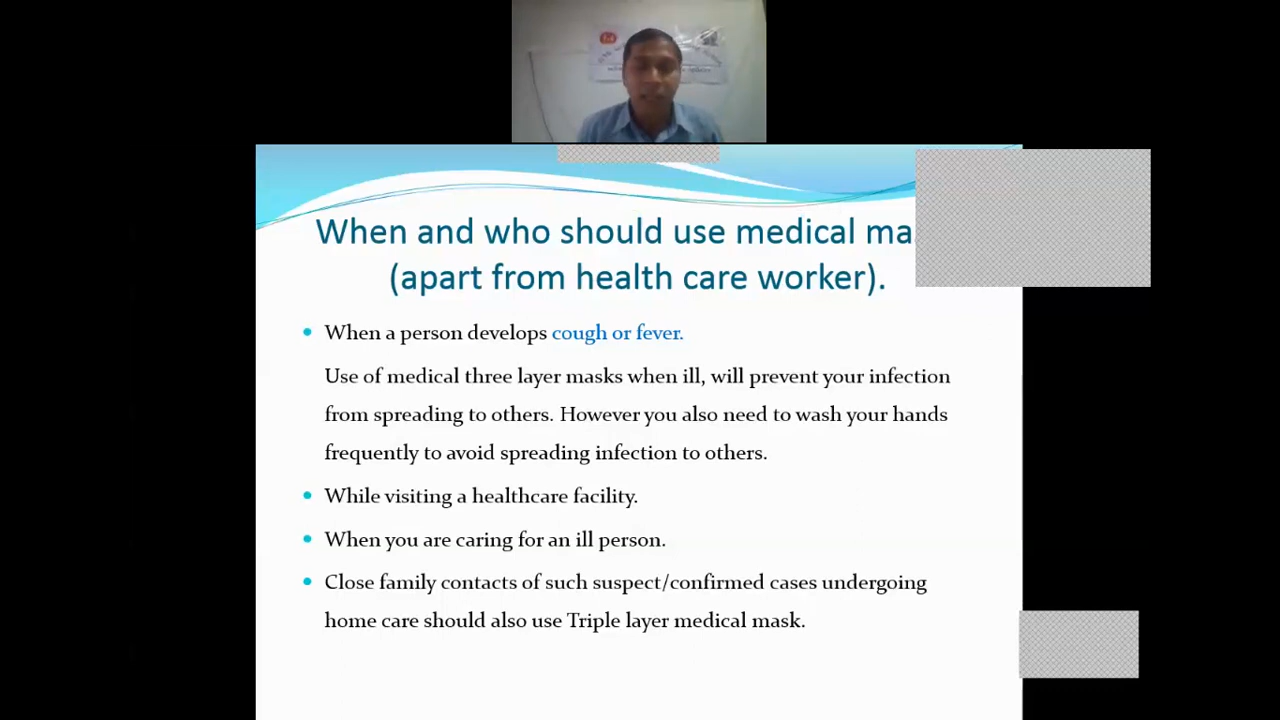 When and who should use medical
(apart from health care worker).
When a person develops cough or fever.
Use of medical three layer masks when ill, will prevent your infection
from spreading to others. However you also need to wash your hands
frequently to avoid spreading infection to others.
While visiting a healthcare facility.
When you are caring for an ill person.
Close family contacts of such suspect/confirmed cases undergoing
home care should also use Triple layer medical mask.